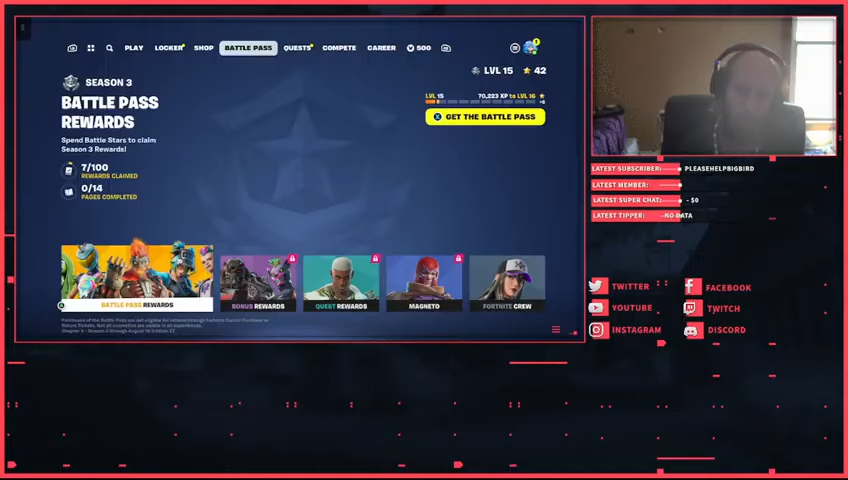 PLAY LOCKER SHOP BATTLE PASS QUESTS COMPETE CAREER 500
SEASON 3
BATTLE PASS
REWARDS
Spend Battle Stars to claim
Season 3 Rewards!
7/100
REWARDS CLAIMED
0/14
PAGES COMPLETED
LVL 15 42
LVL 15 70,223 XP to LVL 16
GET THE BATTLE PASS
BATTLE PASS REWARDS
BONUS REWARDS
QUEST REWARDS
MAGNETO
FORTNITE CREW
LATEST SUBSCRIBER: PLEASEHELPBIGBIRD
LATEST MEMBER:
LATEST SUPER CHAT: - $0
LATEST TIPPER: NO DATA
TWITTER FACEBOOK
YOUTUBE TWITCH
INSTAGRAM DISCORD